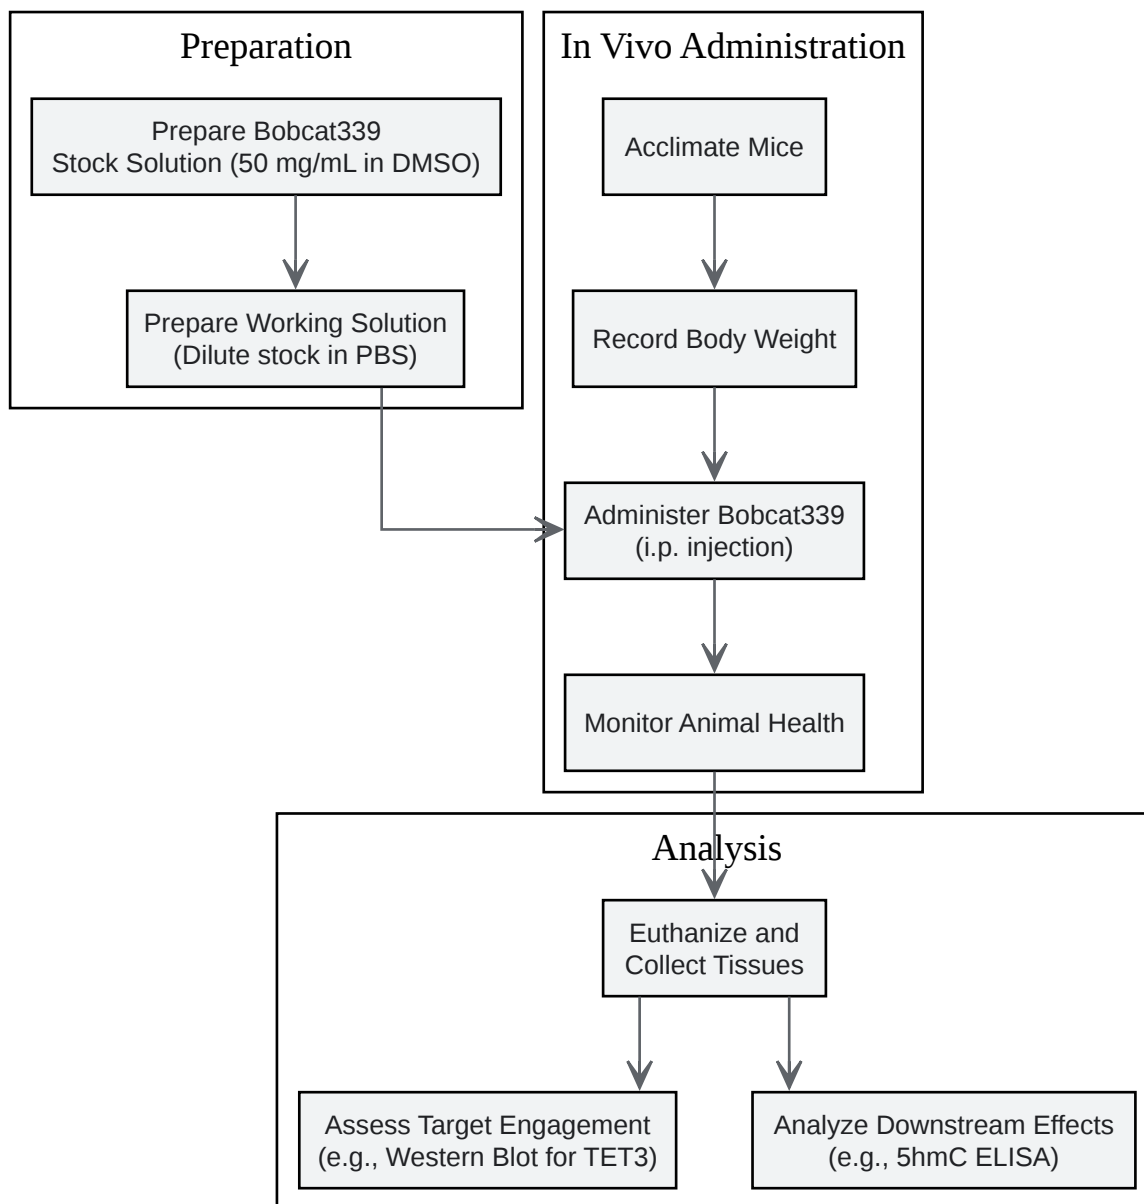 Preparation
Prepare Bobcat339
Stock Solution (50 mg/mL in DMSO)
Prepare Working Solution
(Dilute stock in PBS)
In Vivo Administration
Acclimate Mice
Record Body Weight
Administer Bobcat339
(i.p. injection)
Monitor Animal Health
Analysis
Euthanize and
Collect Tissues
Assess Target Engagement
(e.g., Western Blot for TET3)
Analyze Downstream Effects
(e.g., 5hmC ELISA)